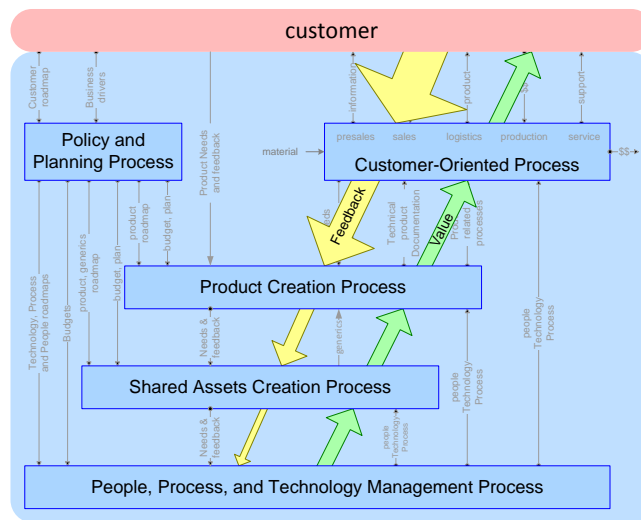 customer
Customer
roadmap
Business
drivers
Product Needs
and feedback
information
product
$$
support
Policy and
Planning Process
presales
sales
logistics
production
service
material
Customer-Oriented Process
$$
Technology, Process
and People roadmaps
Budgets
product, generics
roadmap
budget, plan
product
roadmap
budget, plan
Feedback
Technical
product
Documentation
Value
related
processes
Product Creation Process
people
Technology
Process
Needs &
feedback
generics
Shared Assets Creation Process
people
Technology
Process
Needs &
feedback
people
Technology
Process
People, Process, and Technology Management Process